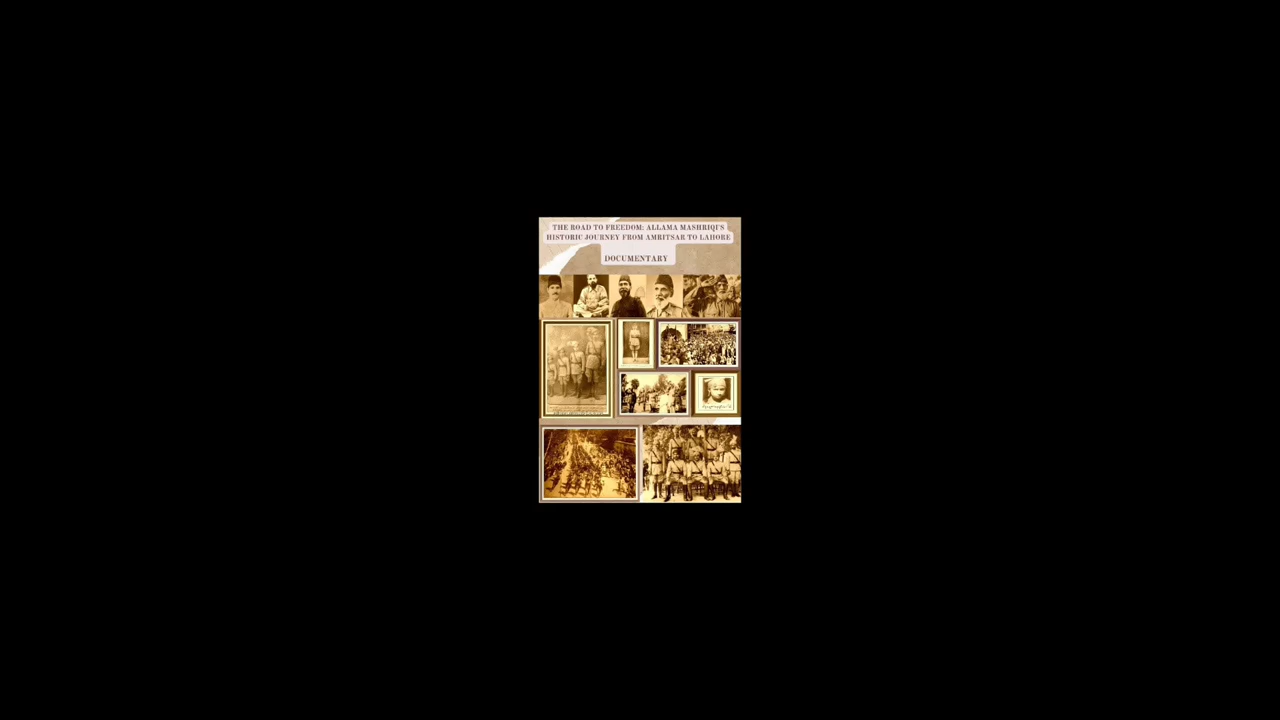 THE ROAD TO FREEDOM: ALLAMA MASHRIQI'S
HISTORIC JOURNEY FROM AMRITSAR TO LAHORE
DOCUMENTARY